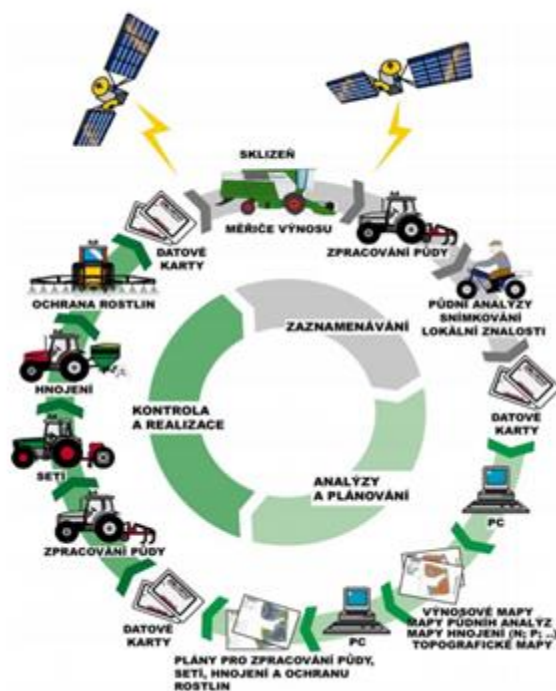 SKLIZEŇ
MĚŘIČE VÝNOSU
ZPRACOVÁNÍ PŮDY
PŮDNÍ ANALÝZY
SNÍMKOVÁNÍ
LOKÁLNÍ ZNALOSTI
DATOVÉ
KARTY
PC
VÝNOSOVÉ MAPY
MAPY PŮDNÍH ANALÝZ
MAPY HNOJENÍ (N; P; ..)
TOPOGRAFICKÉ MAPY
PC
PLÁNY PRO ZPRACOVÁNÍ PŮDY,
SETÍ, HNOJENÍ A OCHRANU
ROSTLIN
DATOVÉ
KARTY
ZPRACOVÁNÍ PŮDY
SETÍ
HNOJENÍ
OCHRANA ROSTLIN
DATOVÉ
KARTY
ZAZNAMENÁVÁNÍ
ANALÝZY
A PLÁNOVÁNÍ
KONTROLA
A REALIZACE